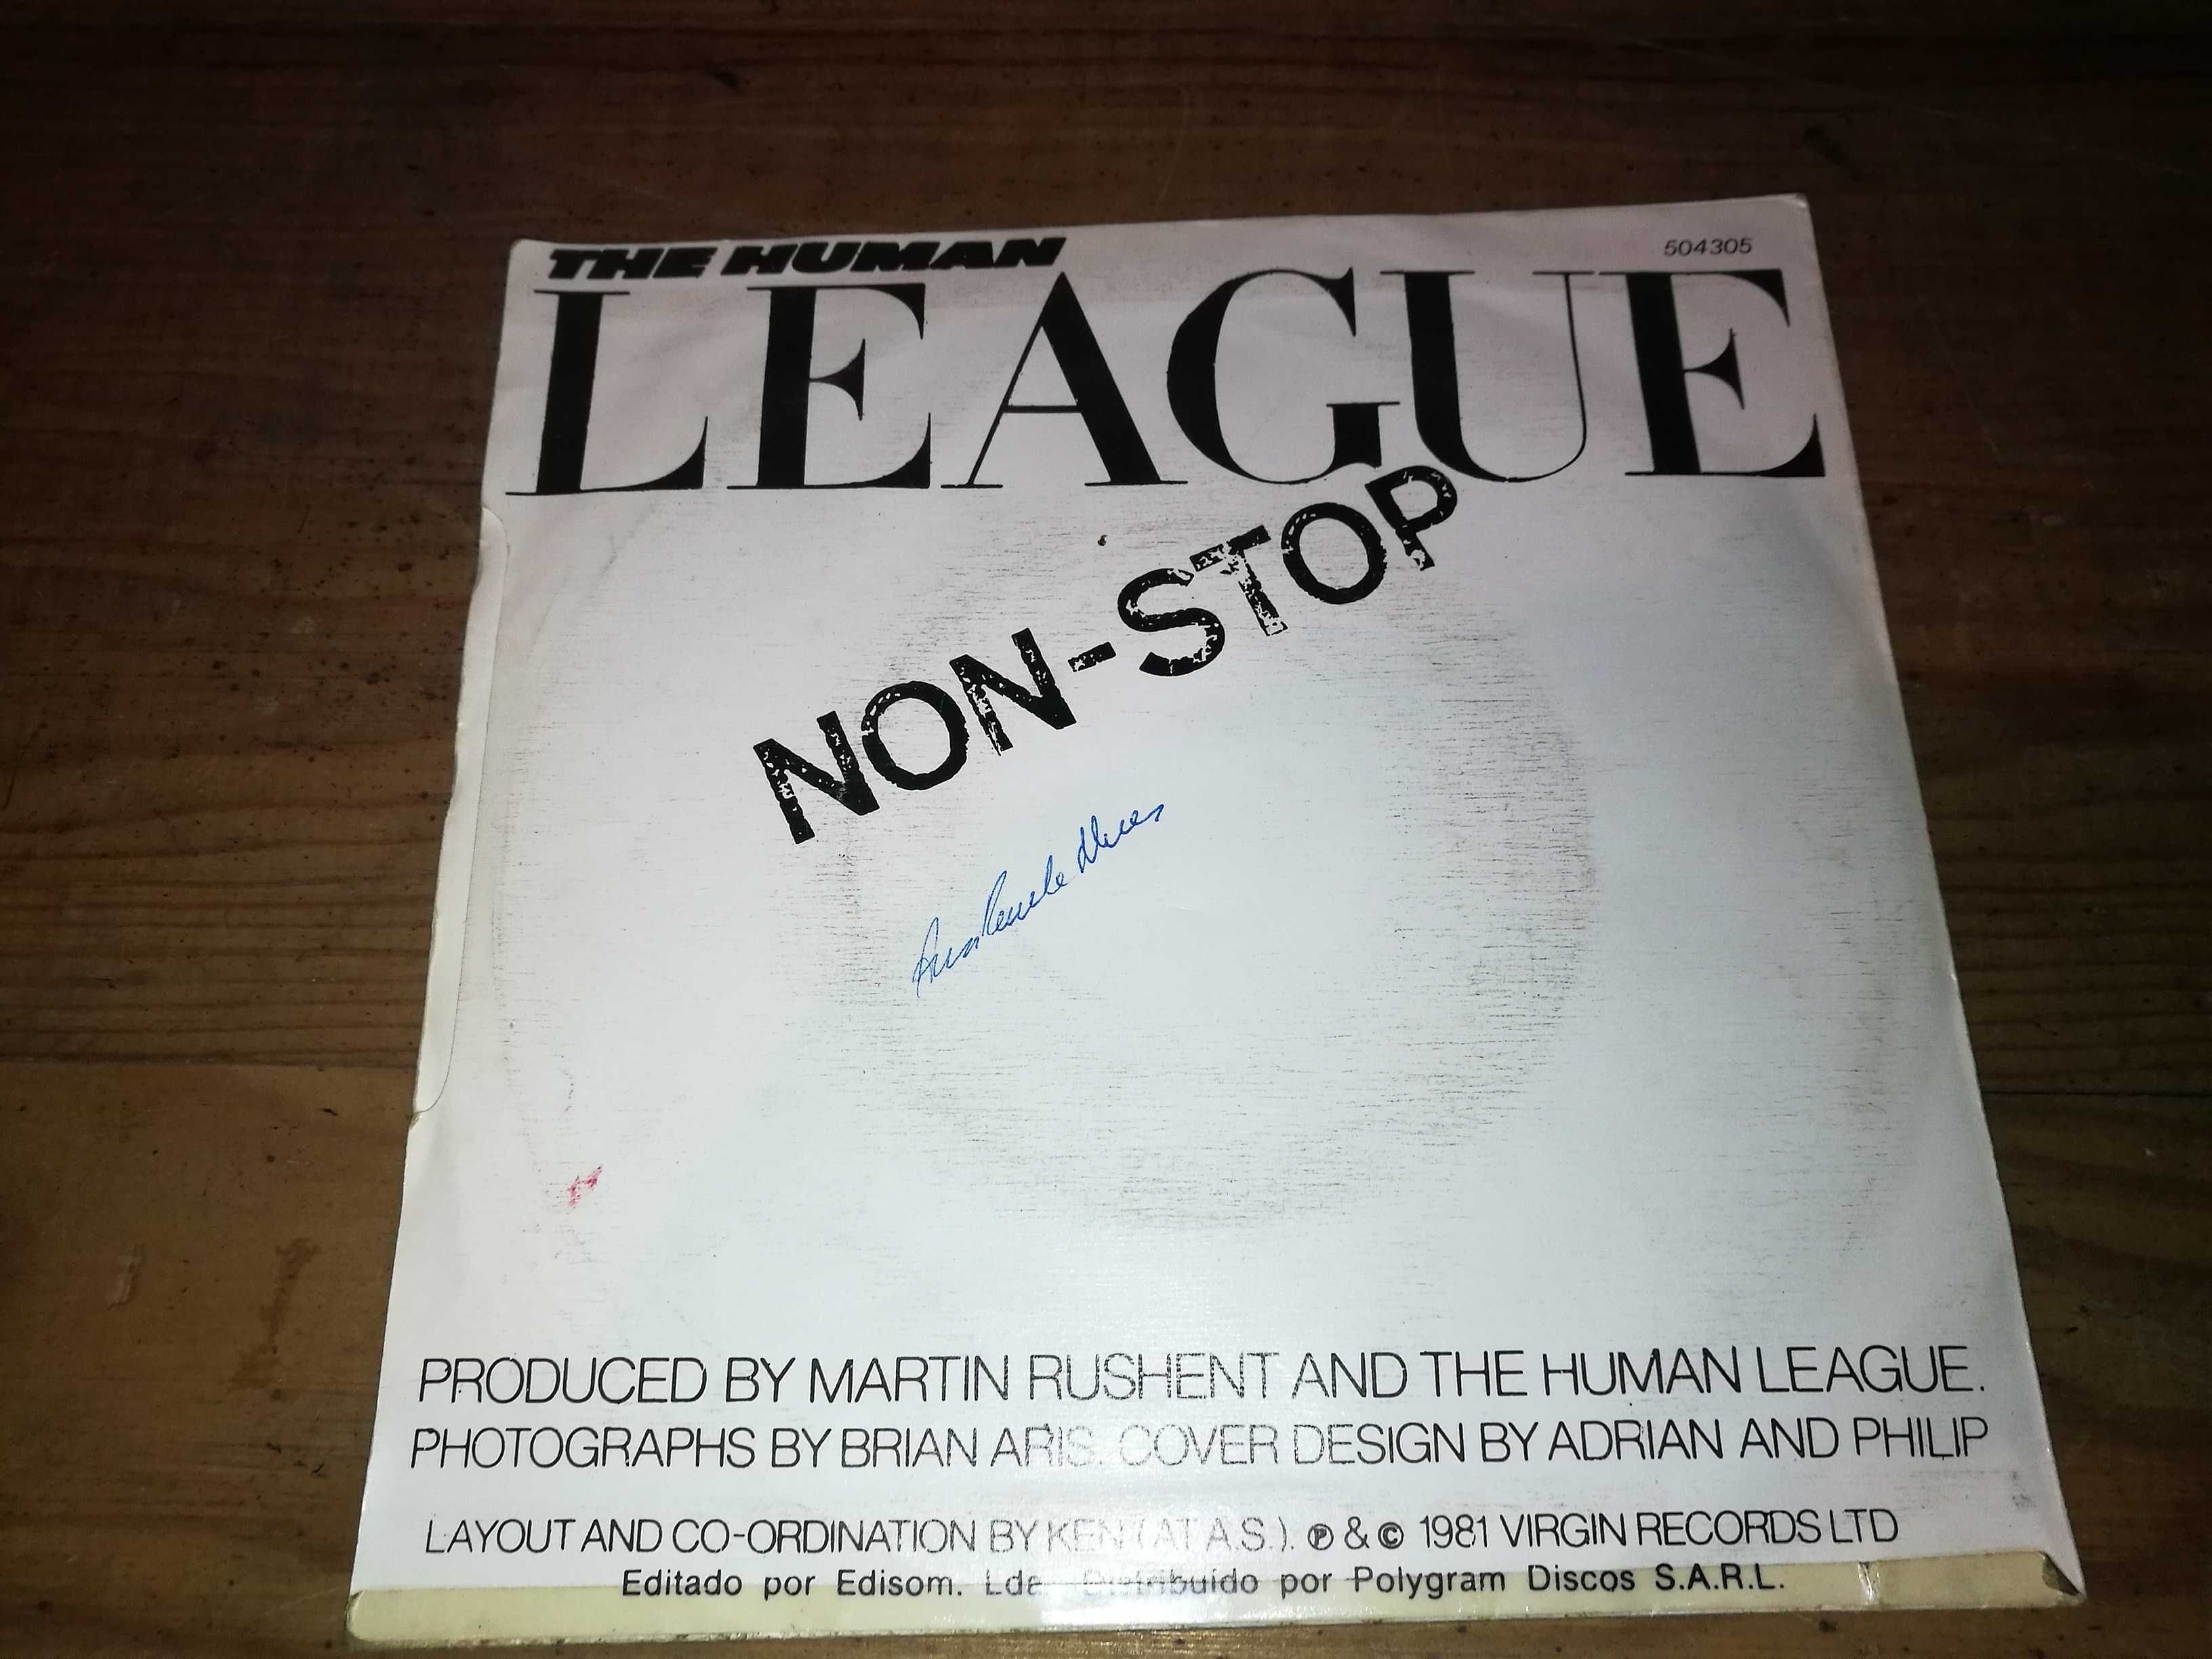 THE HUMAN
504305
LEAGUE
NON-STOP
PRODUCED BY MARTIN RUSHENT AND THE HUMAN LEAGUE.
PHOTOGRAPHS BY BRIAN ARIS. COVER DESIGN BY ADRIAN AND PHILIP
LAYOUT AND CO-ORDINATION BY KEN (AT A.S.). ℗ & © 1981 VIRGIN RECORDS LTD
Editado por Edisom. Lda Distribuído por Polygram Discos S.A.R.L.